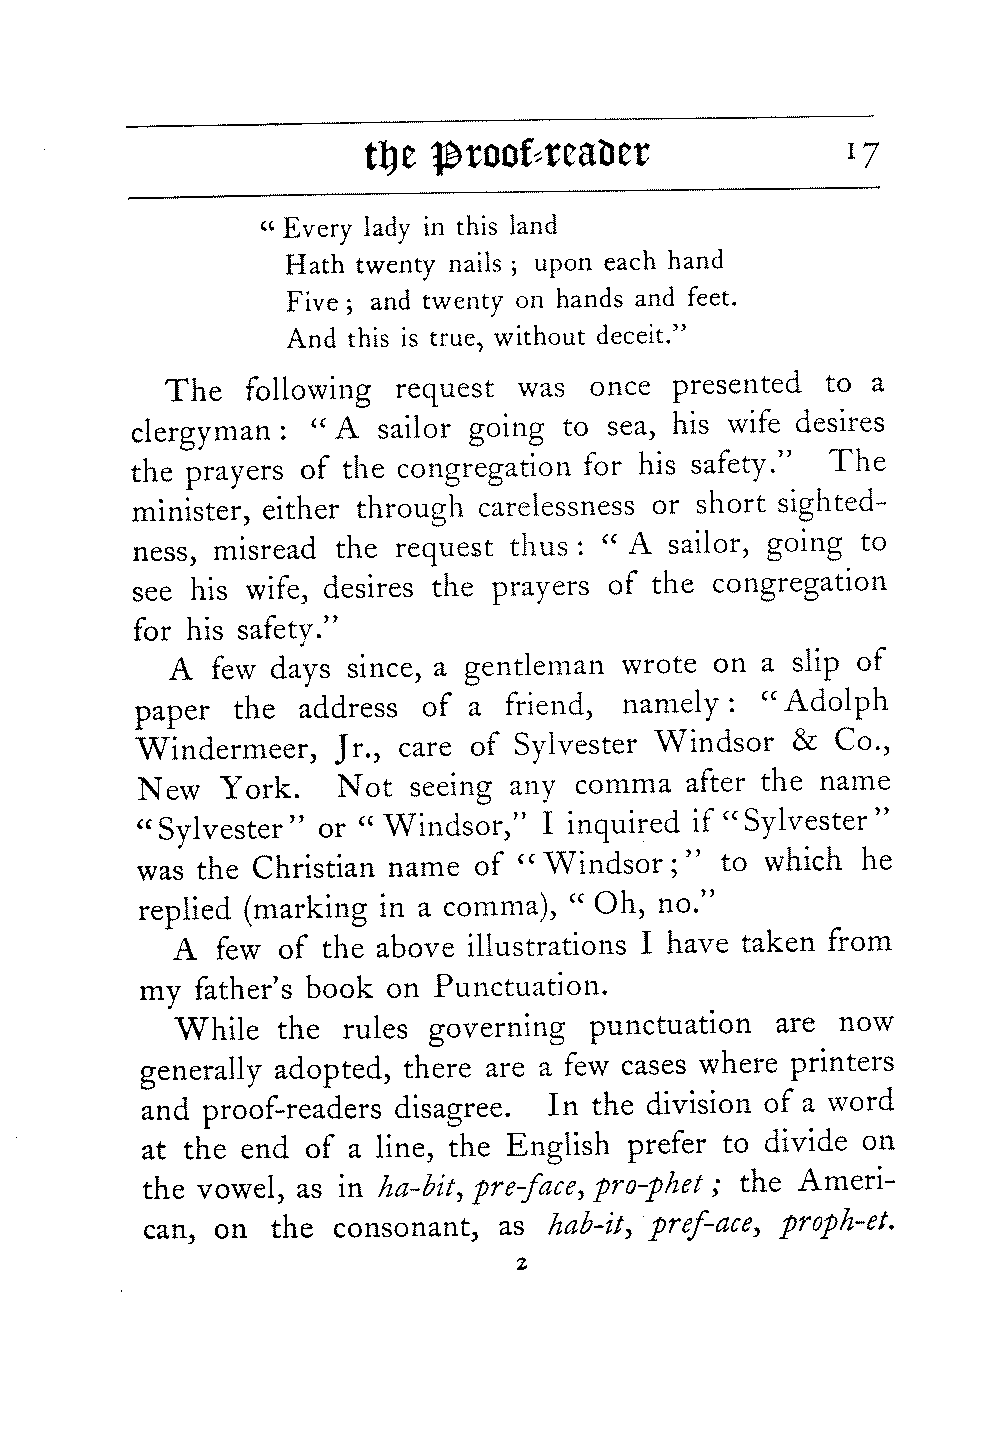 the Proof-reader 17
“ Every lady in this land
Hath twenty nails ; upon each hand
Five ; and twenty on hands and feet.
And this is true, without deceit.”
The following request was once presented to a
clergyman : “ A sailor going to sea, his wife desires
the prayers of the congregation for his safety.” The
minister, either through carelessness or short sighted-
ness, misread the request thus : “ A sailor, going to
see his wife, desires the prayers of the congregation
for his safety.”
A few days since, a gentleman wrote on a slip of
paper the address of a friend, namely : “ Adolph
Windermeer, Jr., care of Sylvester Windsor & Co.,
New York. Not seeing any comma after the name
“Sylvester” or “ Windsor,” I inquired if “Sylvester”
was the Christian name of “Windsor ;” to which he
replied (marking in a comma), “ Oh, no.”
A few of the above illustrations I have taken from
my father’s book on Punctuation.
While the rules governing punctuation are now
generally adopted, there are a few cases where printers
and proof-readers disagree. In the division of a word
at the end of a line, the English prefer to divide on
the vowel, as in ha-bit, pre-face, pro-phet ; the Ameri-
can, on the consonant, as hab-it, pref-ace, proph-et.
2